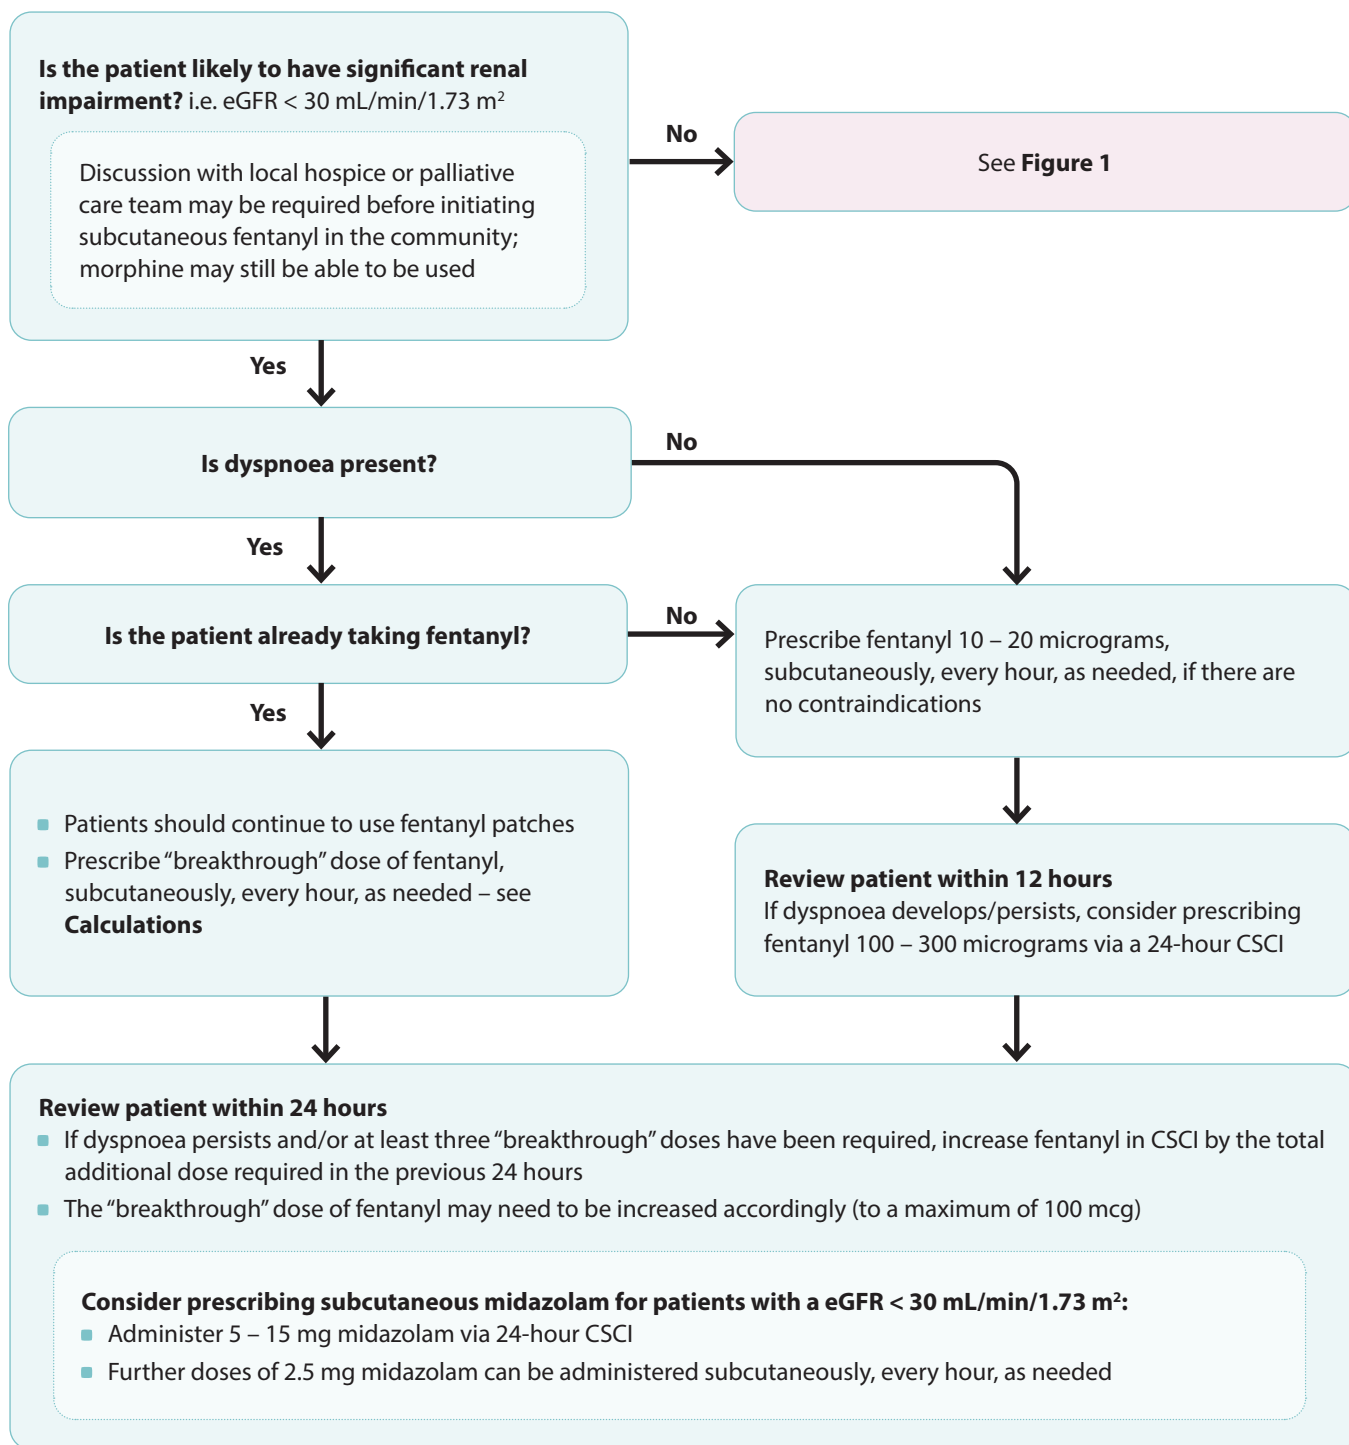 Is the patient likely to have significant renal
impairment? i.e. eGFR < 30 mL/min/1.73 m²
Discussion with local hospice or palliative
care team may be required before initiating
subcutaneous fentanyl in the community;
morphine may still be able to be used
No
See Figure 1
Yes
Is dyspnoea present?
No
Yes
Is the patient already taking fentanyl?
No
Prescribe fentanyl 10 – 20 micrograms,
subcutaneously, every hour, as needed, if there are
no contraindications
Yes
Patients should continue to use fentanyl patches
Prescribe “breakthrough” dose of fentanyl,
subcutaneously, every hour, as needed – see
Calculations
Review patient within 12 hours
If dyspnoea develops/persists, consider prescribing
fentanyl 100 – 300 micrograms via a 24-hour CSCI
Review patient within 24 hours
If dyspnoea persists and/or at least three “breakthrough” doses have been required, increase fentanyl in CSCI by the total
additional dose required in the previous 24 hours
The “breakthrough” dose of fentanyl may need to be increased accordingly (to a maximum of 100 mcg)
Consider prescribing subcutaneous midazolam for patients with a eGFR < 30 mL/min/1.73 m²:
Administer 5 – 15 mg midazolam via 24-hour CSCI
Further doses of 2.5 mg midazolam can be administered subcutaneously, every hour, as needed